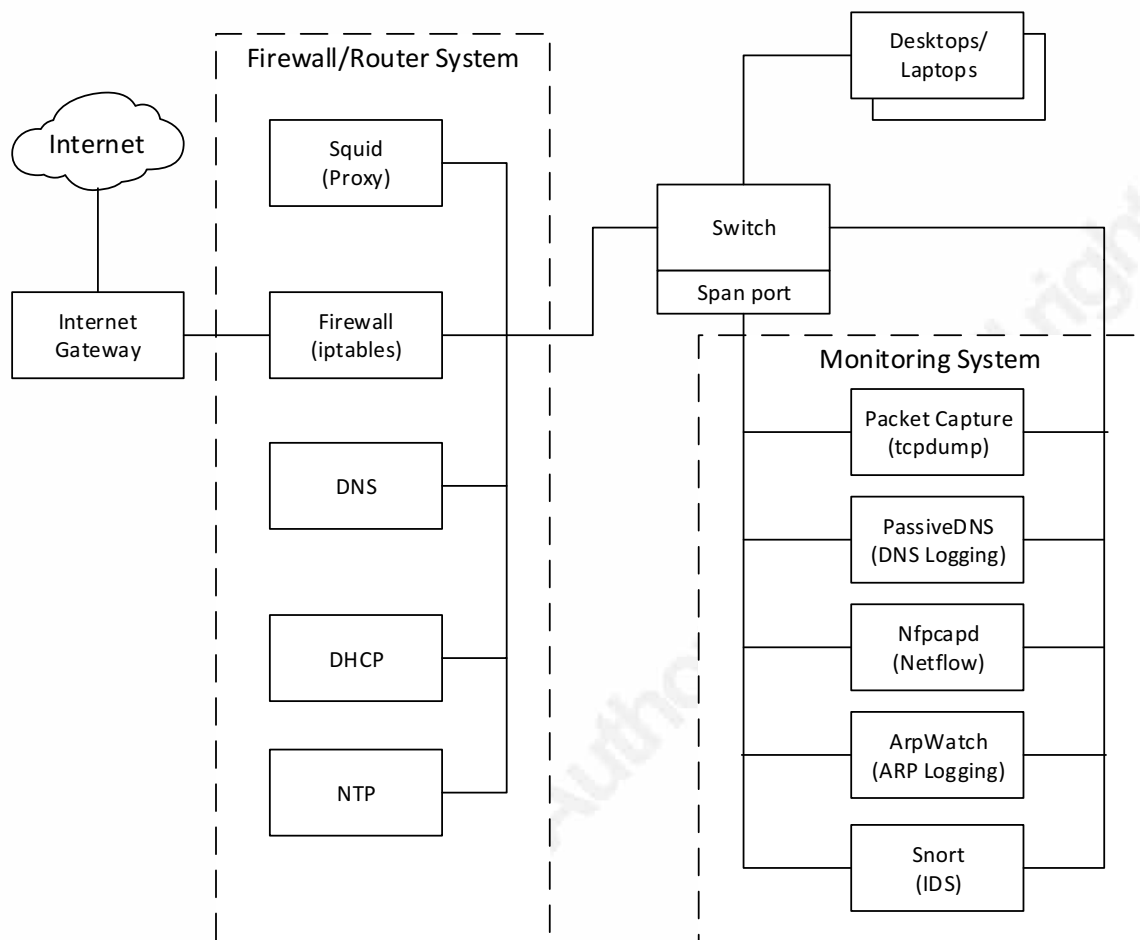 Firewall/Router System
Internet
Squid
(Proxy)
Internet
Gateway
Firewall
(iptables)
DNS
DHCP
NTP
Desktops/
Laptops
Switch
Span port
Monitoring System
Packet Capture
(tcpdump)
PassiveDNS
(DNS Logging)
Nfpcapd
(Netflow)
ArpWatch
(ARP Logging)
Snort
(IDS)